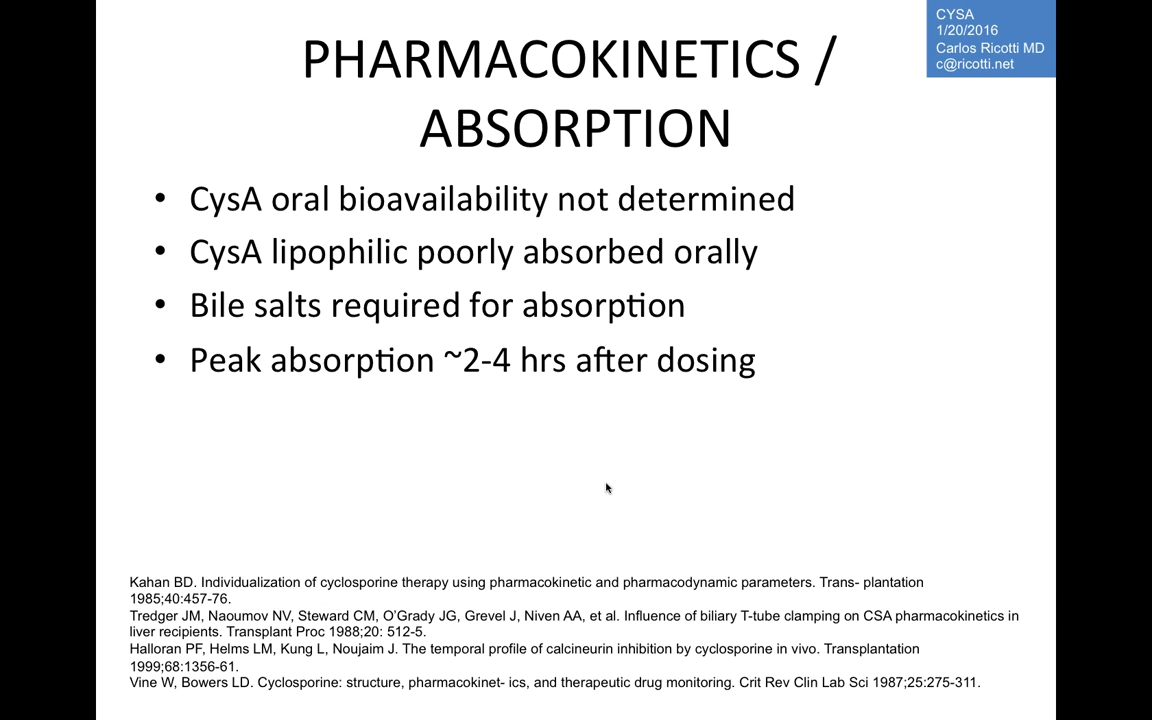 CYSA
1/20/2016
Carlos Ricotti MD
c@ricotti.net
PHARMACOKINETICS /
ABSORPTION
• CysA oral bioavailability not determined
• CysA lipophilic poorly absorbed orally
• Bile salts required for absorption
• Peak absorption ~2-4 hrs after dosing
Kahan BD. Individualization of cyclosporine therapy using pharmacokinetic and pharmacodynamic parameters. Trans- plantation
1985;40:457-76.
Tredger JM, Naoumov NV, Steward CM, O’Grady JG, Grevel J, Niven AA, et al. Influence of biliary T-tube clamping on CSA pharmacokinetics in
liver recipients. Transplant Proc 1988;20: 512-5.
Halloran PF, Helms LM, Kung L, Noujaim J. The temporal profile of calcineurin inhibition by cyclosporine in vivo. Transplantation
1999;68:1356-61.
Vine W, Bowers LD. Cyclosporine: structure, pharmacokinet- ics, and therapeutic drug monitoring. Crit Rev Clin Lab Sci 1987;25:275-311.